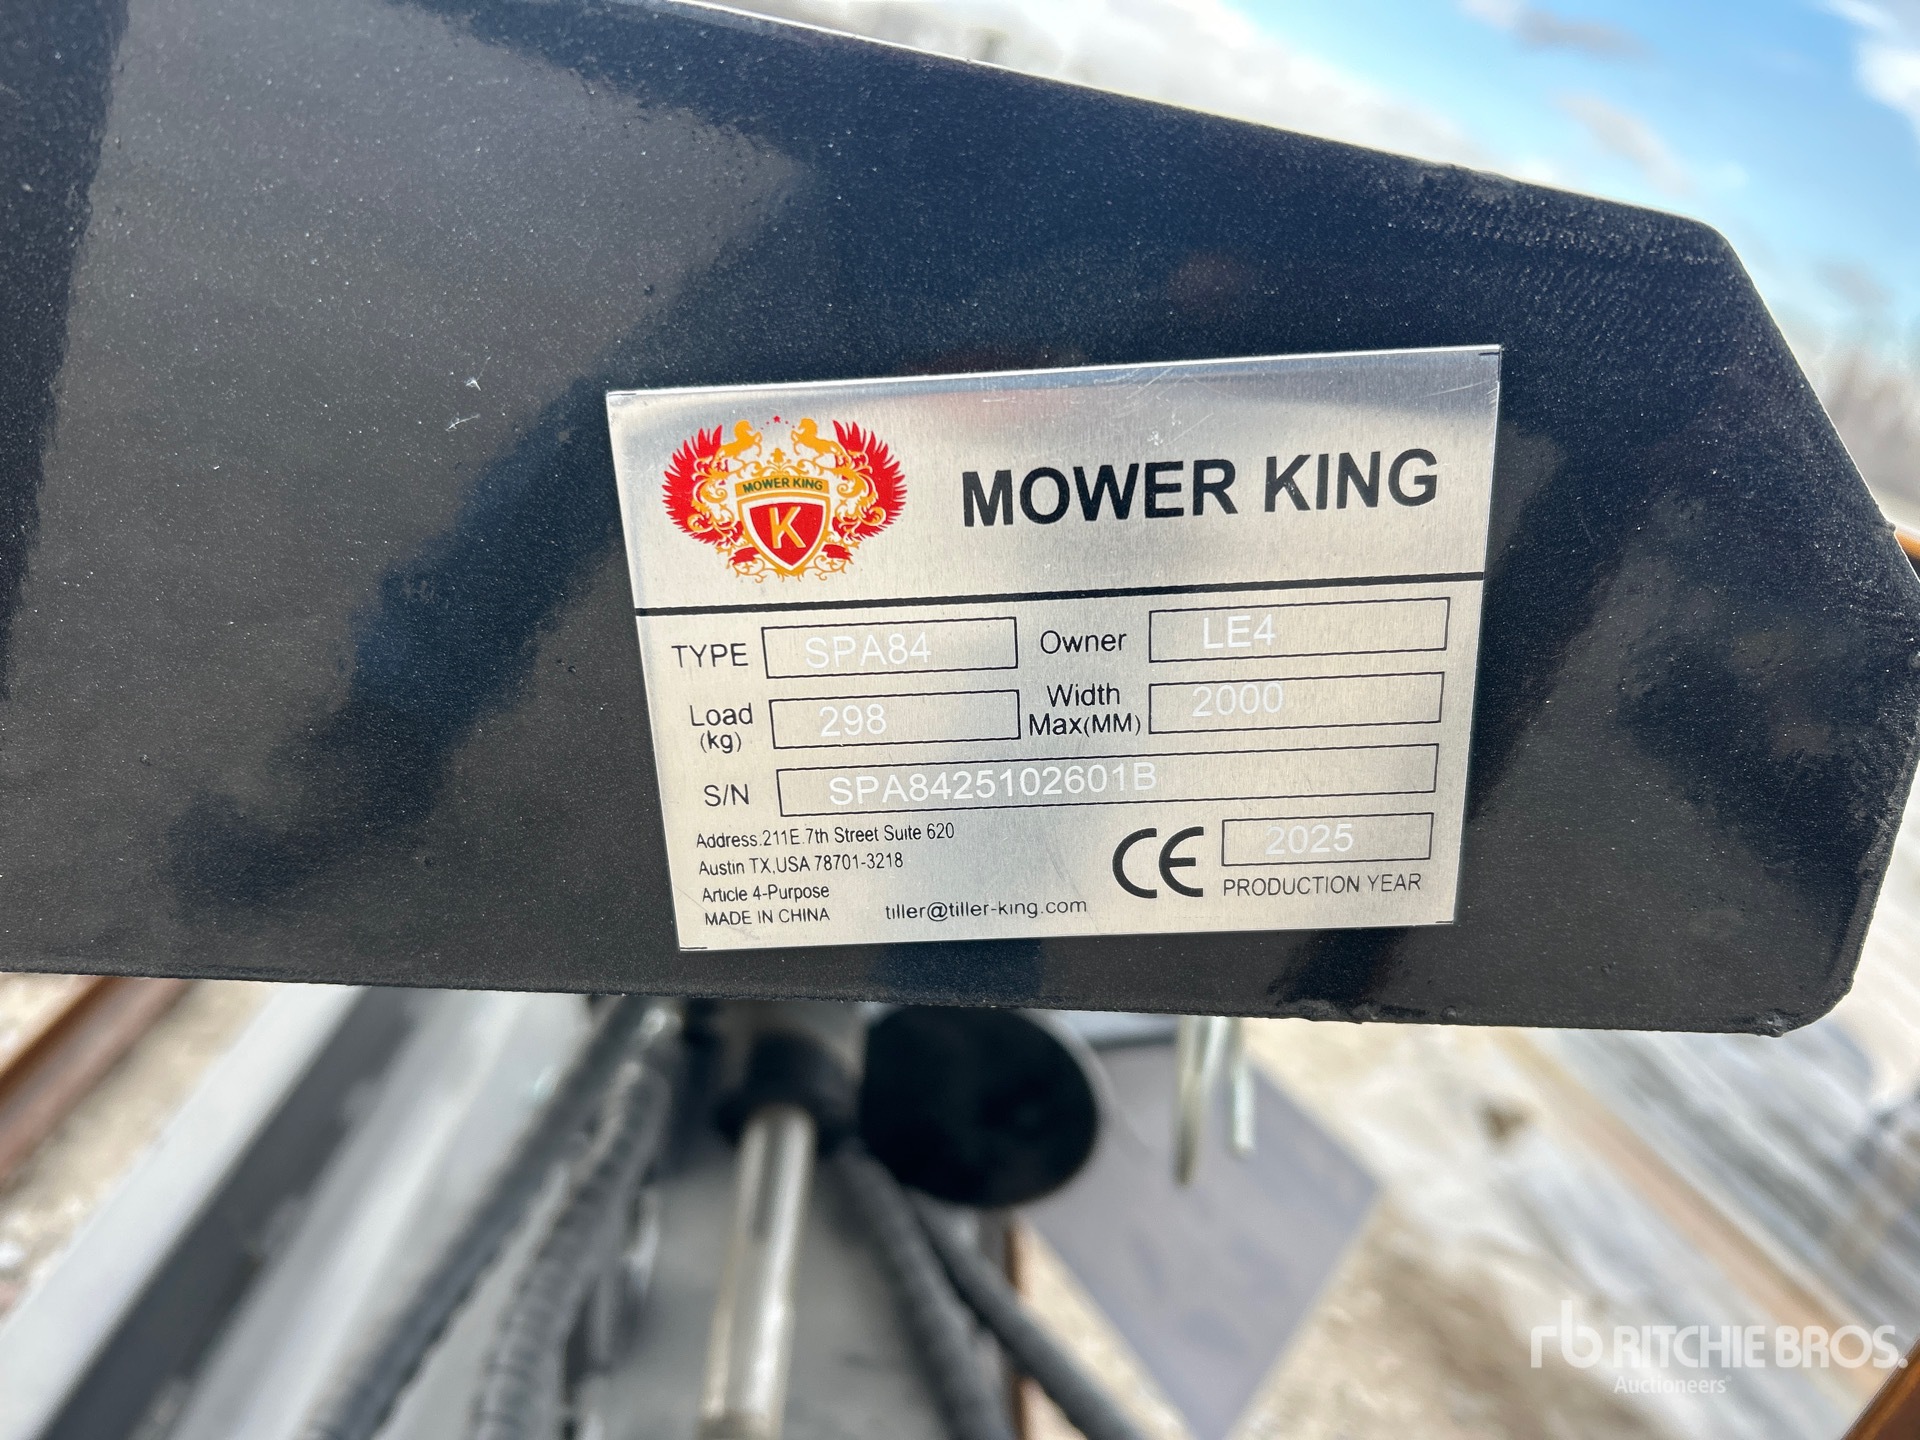 MOWER KING
K
MOWER KING
TYPE SPA84 Owner LE4
Load (kg) 298 Width Max(MM) 2000
S/N SPA8425102601B
Address:211E.7th Street Suite 620
Austin TX,USA 78701-3218
Article 4-Purpose
MADE IN CHINA tiller@tiller-king.com
CE 2025
PRODUCTION YEAR
rb RITCHIE BROS.
Auctioneers